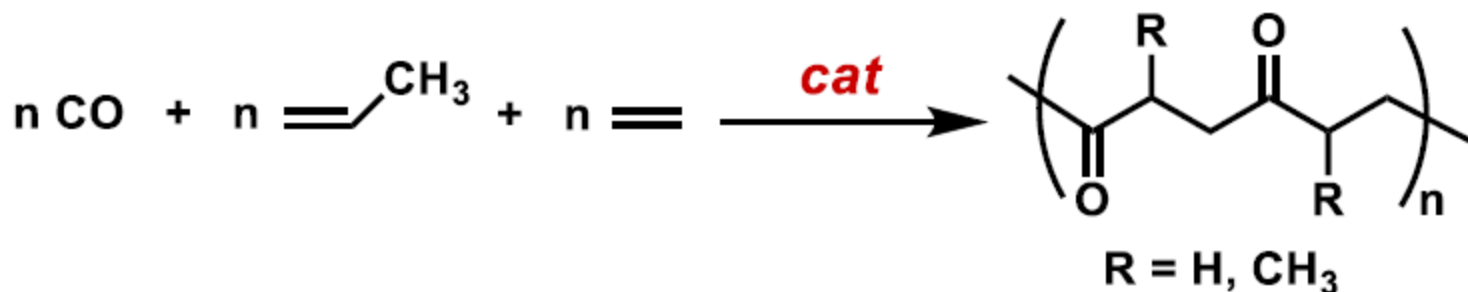 n CO + n CH₃ + n cat R O O R n
R = H, CH₃